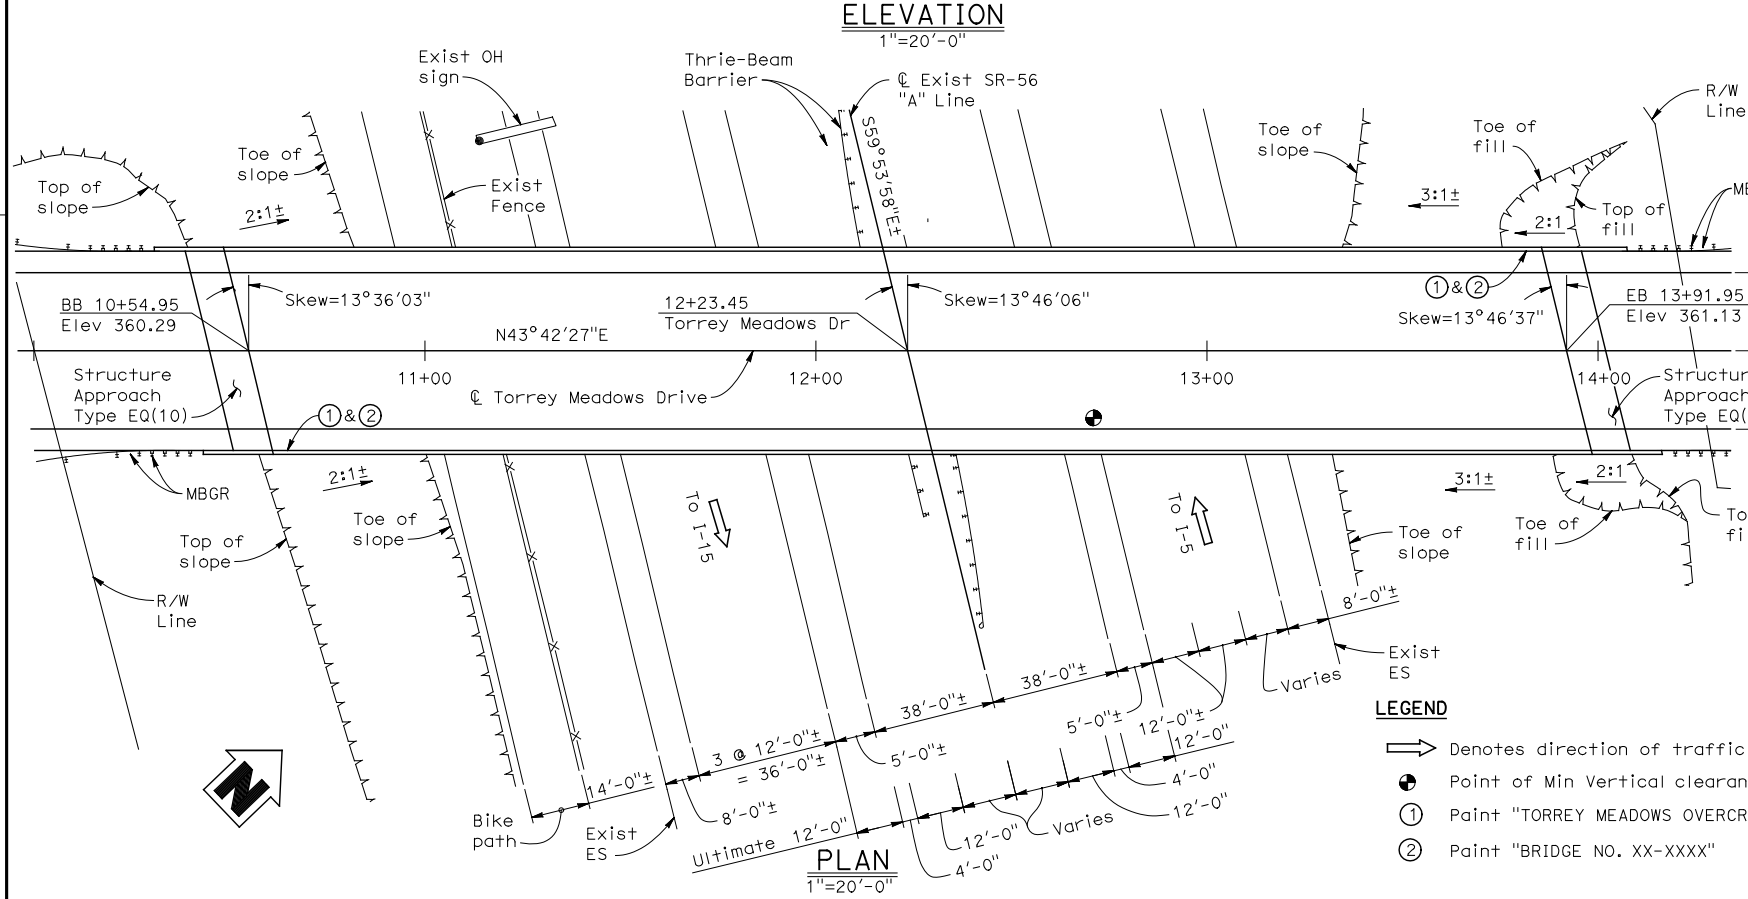 ELEVATION
1"=20'-0"
Exist OH
sign
Thrie-Beam
Barrier
℄ Exist SR-56
"A" Line
S59°53'58"E±
R/W
Line
Toe of
slope
Toe of
slope
Toe of
fill
Top of
slope
Exist
Fence
2:1±
3:1±
2:1
Top of
fill
BB 10+54.95
Elev 360.29
Skew=13°36'03"
12+23.45
Torrey Meadows Dr
Skew=13°46'06"
1 & 2
Skew=13°46'37"
EB 13+91.95
Elev 361.13
N43°42'27"E
11+00
12+00
13+00
14+00
Structure
Approach
Type EQ(10)
℄ Torrey Meadows Drive
1 & 2
Approach
Type EQ(
MBGR
2:1±
3:1±
2:1
Top of
slope
Toe of
slope
To I-15
To I-5
Toe of
slope
Toe of
fill
R/W
Line
8'-0"±
Exist
ES
Varies
38'-0"±
38'-0"±
5'-0"±
12'-0"±
12'-0"
4'-0"
12'-0"
3 @ 12'-0"±
= 36'-0"±
5'-0"±
14'-0"±
8'-0"±
Bike
path
Exist
ES
Ultimate 12'-0"
4'-0"
12'-0"
Varies
N
PLAN
1"=20'-0"
LEGEND
Denotes direction of traffic
Point of Min Vertical clearan
1 Paint "TORREY MEADOWS OVERCR
2 Paint "BRIDGE NO. XX-XXXX"